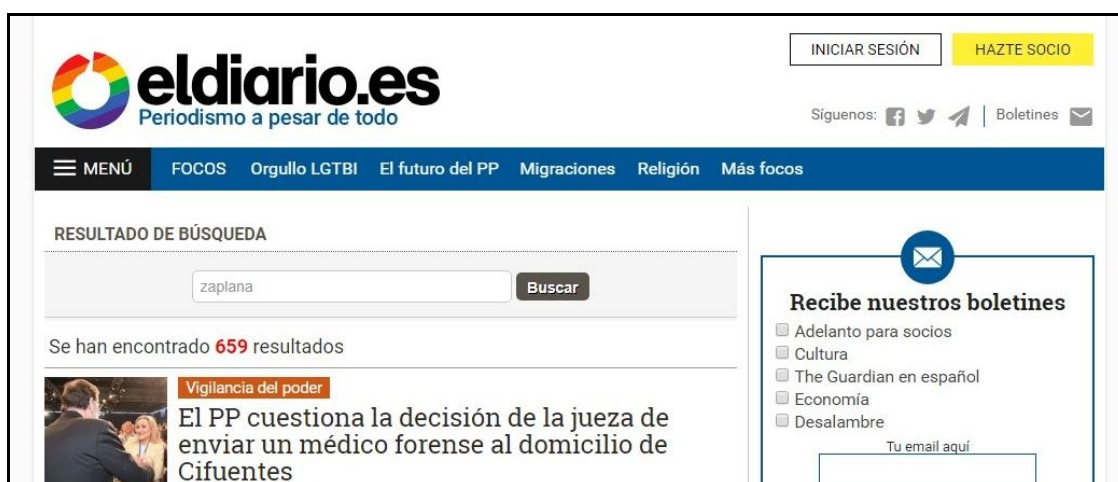 eldiario.es
Periodismo a pesar de todo
INICIAR SESIÓN
HAZTE SOCIO
Síguenos:
Boletines
MENÚ
FOCOS Orgullo LGTBI El futuro del PP Migraciones Religión Más focos
RESULTADO DE BÚSQUEDA
zaplana
Buscar
Se han encontrado 659 resultados
Vigilancia del poder
El PP cuestiona la decisión de la jueza de
enviar un médico forense al domicilio de
Cifuentes
Recibe nuestros boletines
Adelanto para socios
Cultura
The Guardian en español
Economía
Desalambre
Tu email aquí